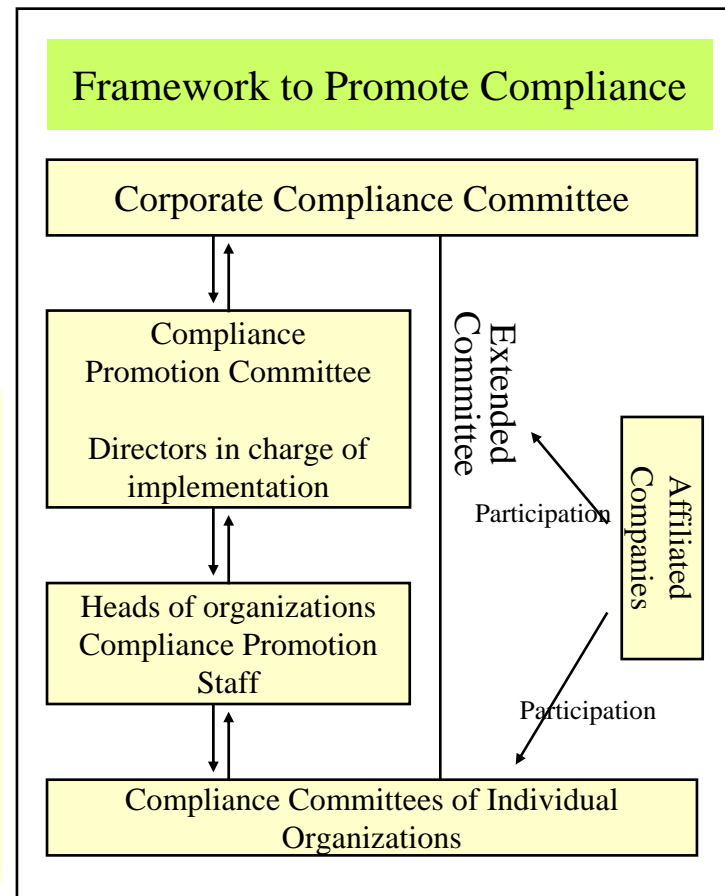 Framework to Promote Compliance
Corporate Compliance Committee
Compliance
Promotion Committee
Directors in charge of
implementation
Extended
Committee
Affiliated
Companies
Participation
Heads of organizations
Compliance Promotion
Staff
Participation
Compliance Committees of Individual
Organizations